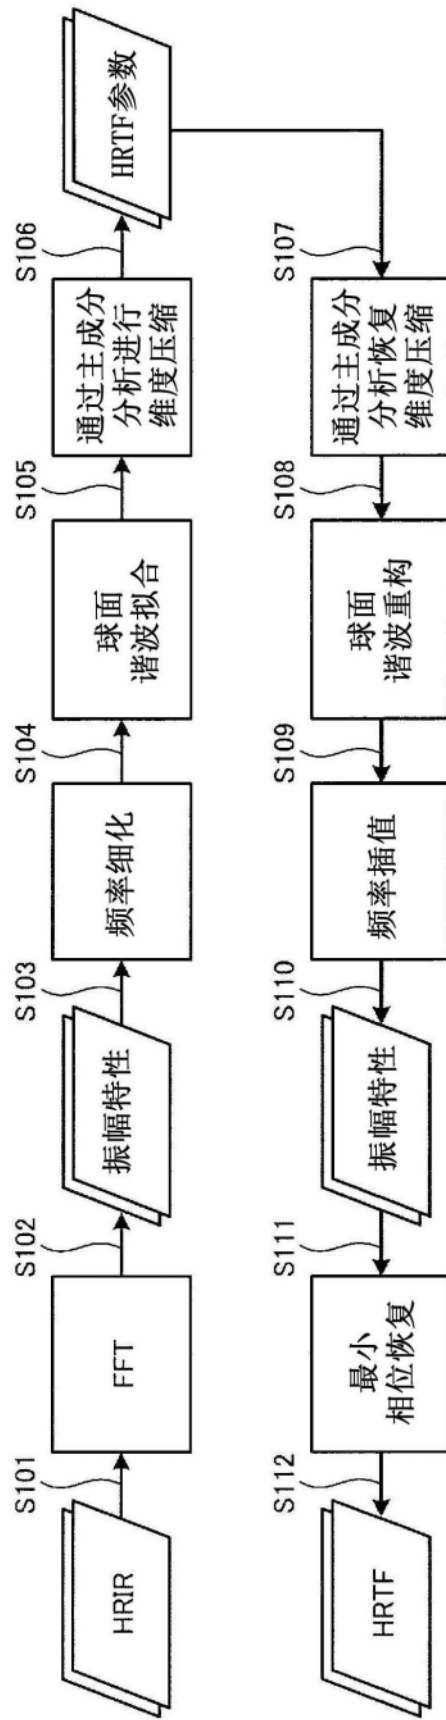 HRIR
S101
FFT
S102
振幅特性
S103
频率细化
S104
球面
谐波拟合
S105
通过主成分
分析进行
维度压缩
S106
HRTF参数
S107
通过主成分
分析恢复
维度压缩
S108
球面
谐波重构
S109
频率插值
S110
振幅特性
S111
最小
相位恢复
S112
HRTF